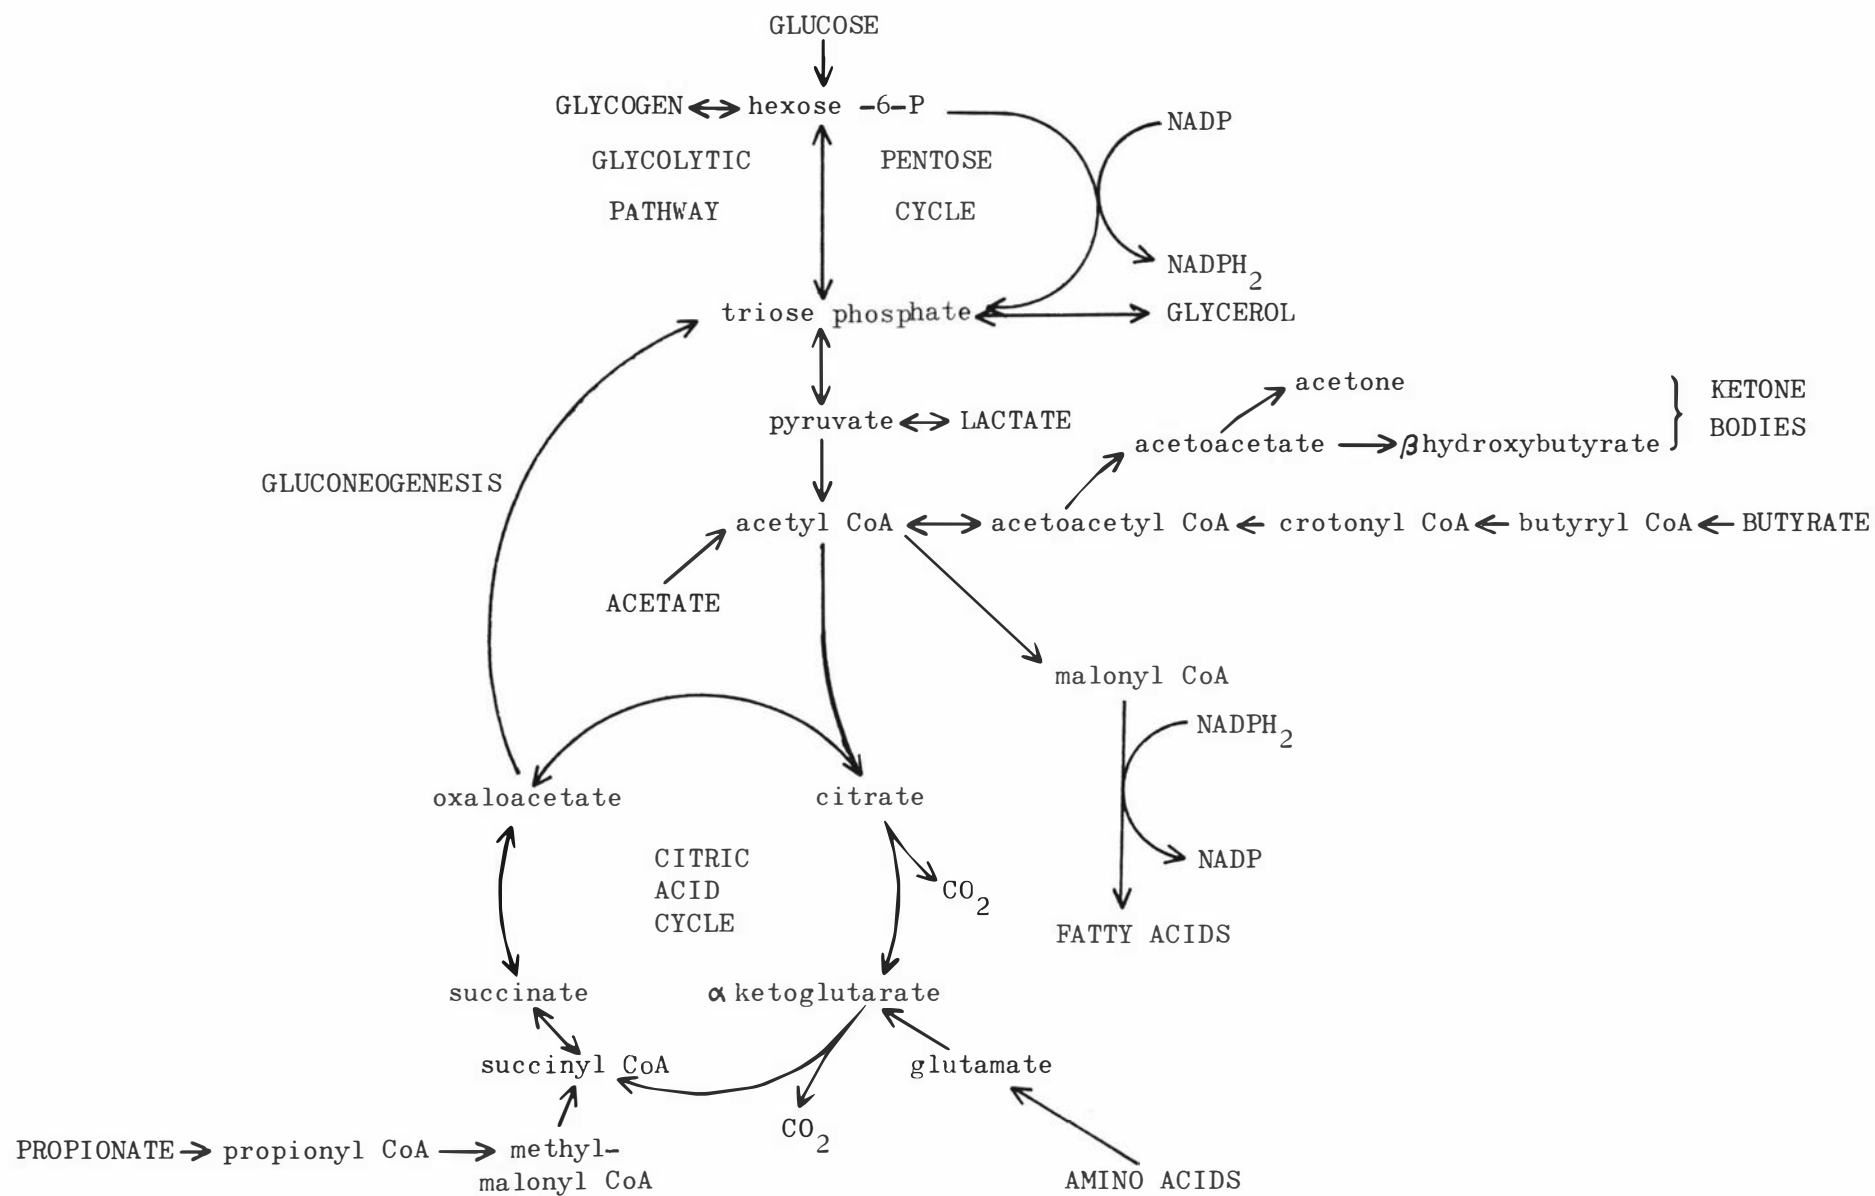 GLUCOSE
GLYCOGEN hexose -6-P
NADP
GLYCOLYTIC
PATHWAY
PENTOSE
CYCLE
NADPH2
triose phosphate GLYCEROL
acetone
KETONE
BODIES
pyruvate LACTATE
acetoacetate βhydroxybutyrate
GLUCONEOGENESIS
acetyl CoA acetoacetyl CoA crotonyl CoA butyryl CoA BUTYRATE
ACETATE
malonyl CoA
NADPH2
oxaloacetate citrate
NADP
CITRIC
ACID
CYCLE
CO2
FATTY ACIDS
succinate α ketoglutarate
succinyl CoA glutamate
CO2
PROPIONATE propionyl CoA methyl-
malonyl CoA
AMINO ACIDS